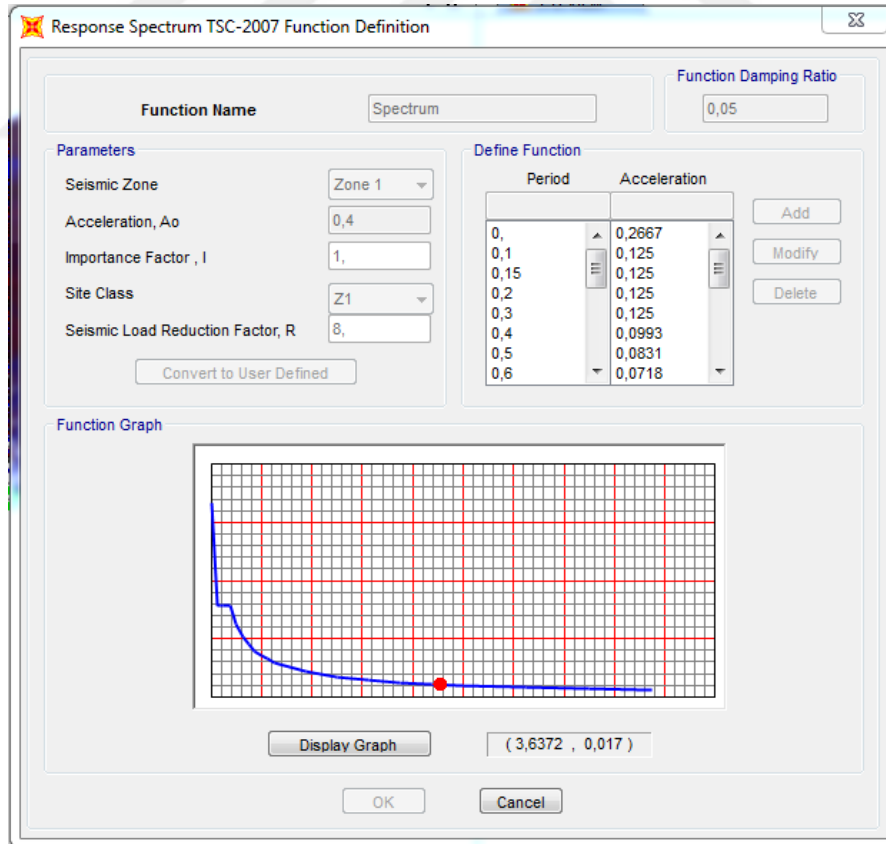 Response Spectrum TSC-2007 Function Definition
Function Damping Ratio
Function Name Spectrum 0,05
Parameters
Seismic Zone Zone 1
Acceleration, Ao 0,4
Importance Factor , I 1,
Site Class Z1
Seismic Load Reduction Factor, R 8,
Convert to User Defined
Define Function
Period Acceleration
0, 0,2667
0,1 0,125
0,15 0,125
0,2 0,125
0,3 0,125
0,4 0,0993
0,5 0,0831
0,6 0,0718
Add
Modify
Delete
Function Graph
Display Graph ( 3,6372 , 0,017 )
OK Cancel